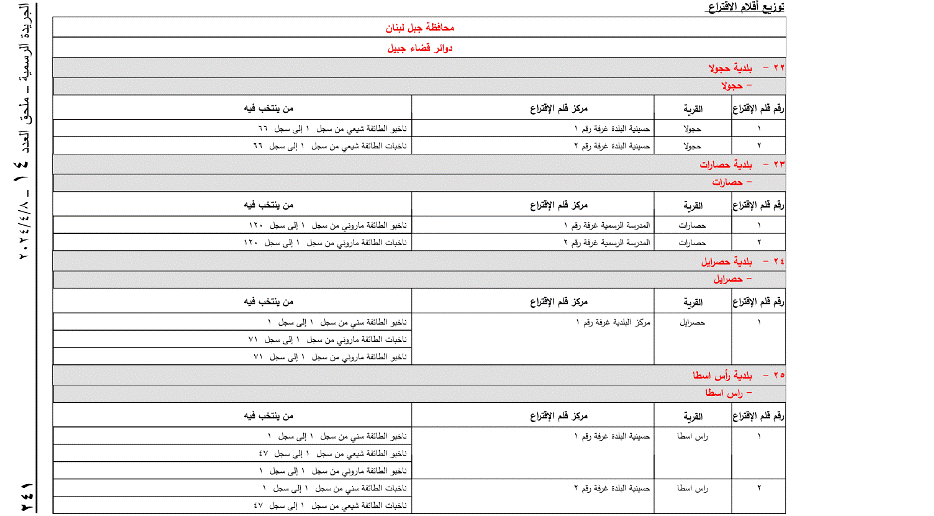 توزيع أقلام الإقتراع
محافظة جبل لبنان
دوائر قضاء جبيل
٢٢ - بلدية حجولا
- حجولا
رقم قلم الإقتراع القرية مركز قلم الإقتراع من ينتخب فيه
١ حجولا حسينية البلدة غرفة رقم ١ ناخبو الطائفة شيعي من سجل ١ إلى سجل ٦٦
٢ حجولا حسينية البلدة غرفة رقم ٢ ناخبات الطائفة شيعي من سجل ١ إلى سجل ٦٦
٢٣ - بلدية حصارات
- حصارات
رقم قلم الإقتراع القرية مركز قلم الإقتراع من ينتخب فيه
١ حصارات المدرسة الرسمية غرفة رقم ١ ناخبو الطائفة ماروني من سجل ١ إلى سجل ١٢٠
٢ حصارات المدرسة الرسمية غرفة رقم ٢ ناخبات الطائفة ماروني من سجل ١ إلى سجل ١٢٠
٢٤ - بلدية حصرايل
- حصرايل
رقم قلم الإقتراع القرية مركز قلم الإقتراع من ينتخب فيه
١ حصرايل مركز البلدية غرفة رقم ١ ناخبو الطائفة سني من سجل ١ إلى سجل ١
ناخبات الطائفة ماروني من سجل ١ إلى سجل ٧١
ناخبو الطائفة ماروني من سجل ١ إلى سجل ٧١
٢٥ - بلدية رأس اسطا
- راس اسطا
رقم قلم الإقتراع القرية مركز قلم الإقتراع من ينتخب فيه
١ راس اسطا حسينية البلدة غرفة رقم ١ ناخبو الطائفة سني من سجل ١ إلى سجل ١
ناخبو الطائفة شيعي من سجل ١ إلى سجل ٤٧
ناخبو الطائفة ماروني من سجل ١ إلى سجل ١
٢ راس اسطا حسينية البلدة غرفة رقم ٢ ناخبات الطائفة سني من سجل ١ إلى سجل ١
ناخبات الطائفة شيعي من سجل ١ إلى سجل ٤٧
الجريدة الرسمية – ملحق العدد ١٤ – ٢٠٢٤/٤/٨
٢٤١